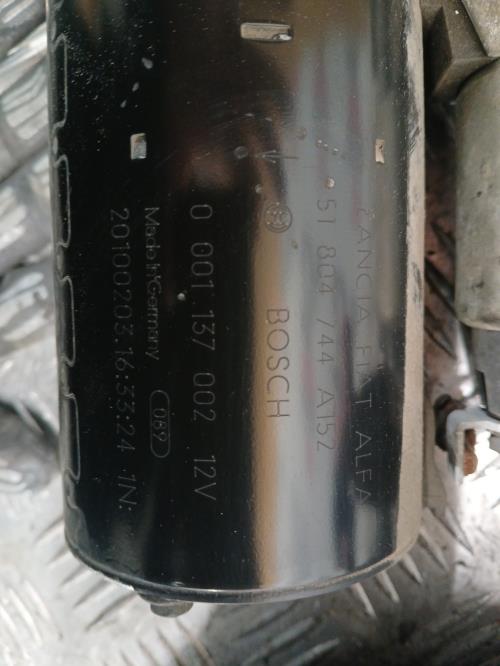 LANCIA FIAT ALFA
51 804 744 A152
BOSCH
0 001 137 002 12V
Made in Germany 089
20100203.16:33:24 1N: